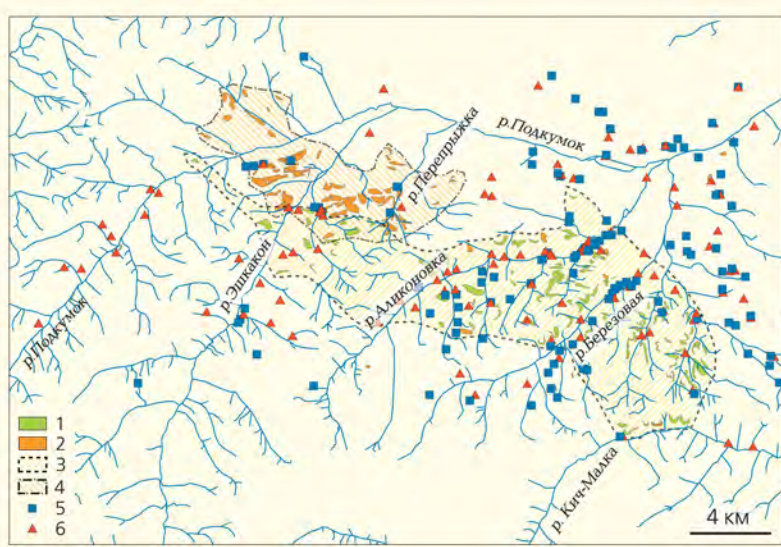 р.Подкумок
р.Перепрыжка
р.Эшкакон
р.Аликоновка
р.Подкумок
р.Березовая
р. Кич-Малка
1
2
3
4
5
6
4 км